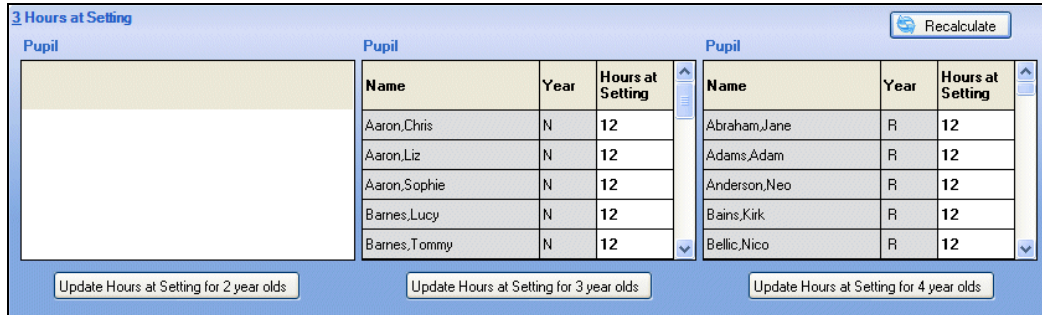 3 Hours at Setting
Recalculate
Pupil Pupil Pupil
Name Year Hours at Setting Name Year Hours at Setting
Aaron,Chris N 12 Abraham,Jane R 12
Aaron,Liz N 12 Adams,Adam R 12
Aaron,Sophie N 12 Anderson,Neo R 12
Barnes,Lucy N 12 Bains,Kirk R 12
Barnes,Tommy N 12 Bellic,Nico R 12
Update Hours at Setting for 2 year olds Update Hours at Setting for 3 year olds Update Hours at Setting for 4 year olds